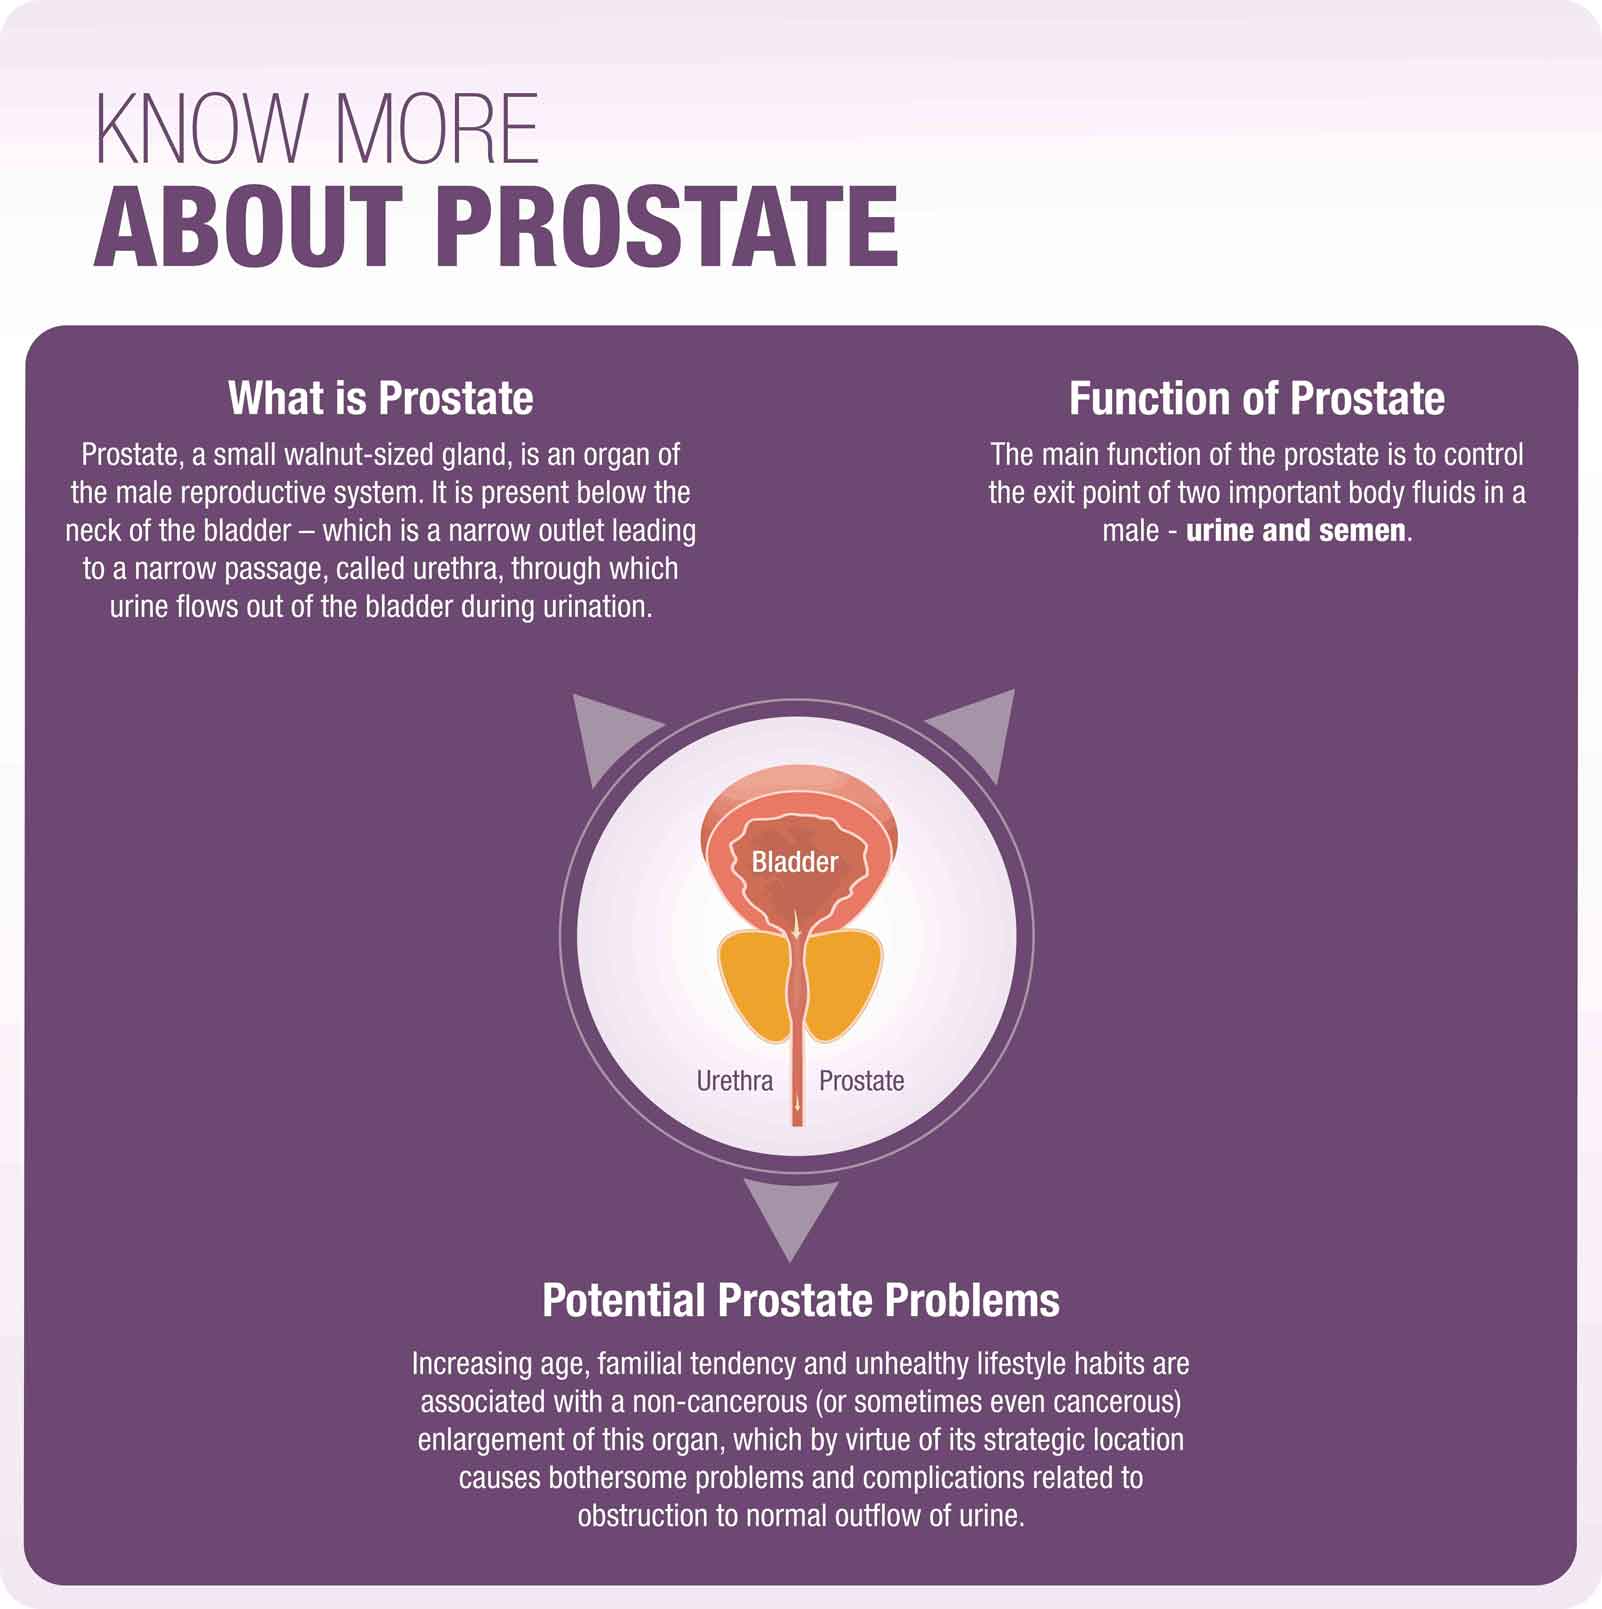 KNOW MORE
ABOUT PROSTATE
What is Prostate
Prostate, a small walnut-sized gland, is an organ of
the male reproductive system. It is present below the
neck of the bladder – which is a narrow outlet leading
to a narrow passage, called urethra, through which
urine flows out of the bladder during urination.
Function of Prostate
The main function of the prostate is to control
the exit point of two important body fluids in a
male - urine and semen.
Bladder
Urethra
Prostate
Potential Prostate Problems
Increasing age, familial tendency and unhealthy lifestyle habits are
associated with a non-cancerous (or sometimes even cancerous)
enlargement of this organ, which by virtue of its strategic location
causes bothersome problems and complications related to
obstruction to normal outflow of urine.